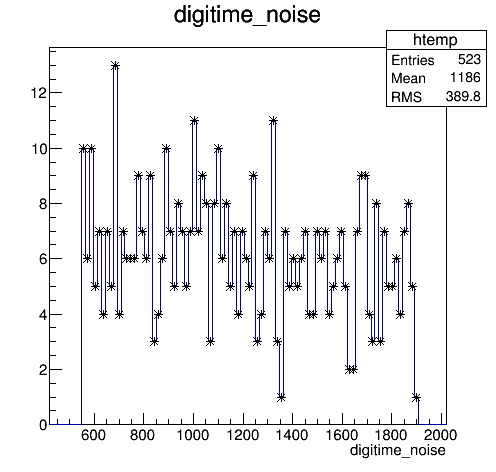 digitime_noise
htemp
Entries 523
Mean 1186
RMS 389.8
12
10
8
6
4
2
0
600 800 1000 1200 1400 1600 1800 2000
digitime_noise